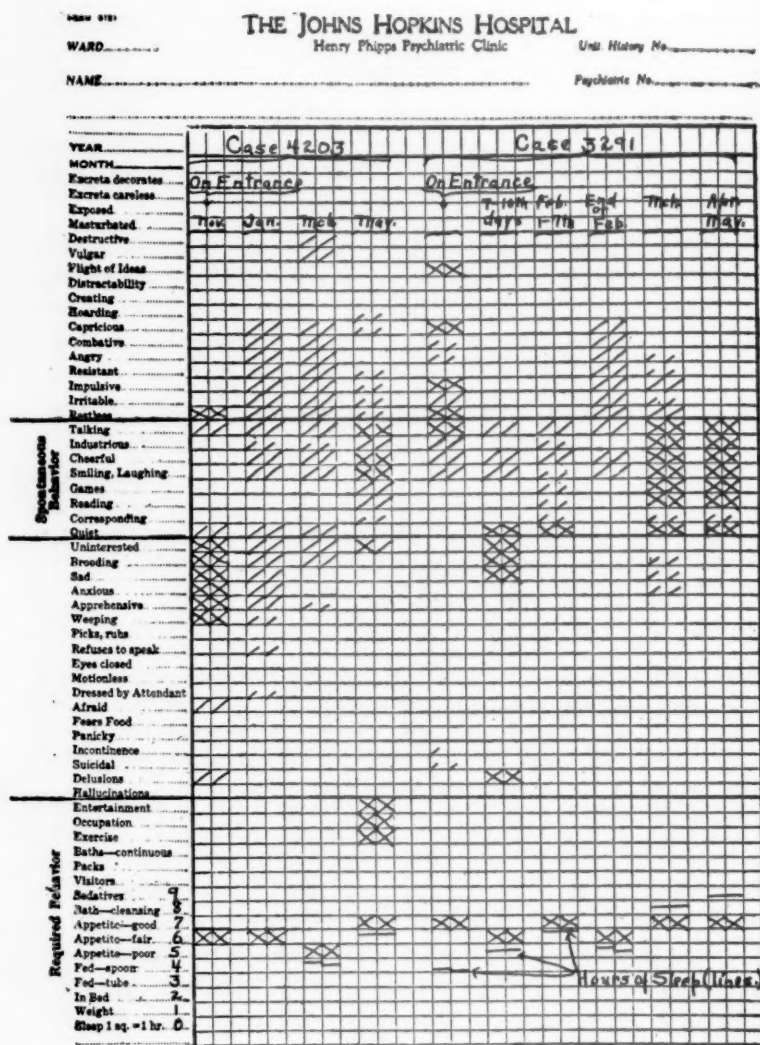 THE JOHNS HOPKINS HOSPITAL
Henry Phipps Psychiatric Clinic
WARD
Unit. History No.
NAME
Psychiatric No.
YEAR
Case 4203
Case 3291
MONTH
Excreta decorates
On Entrance
On Entrance
Excreta careless
Exposed
7-10th days
Feb. 1-7th
End of Feb.
Mch.
May.
Masturbated
Nov.
Jan.
Mch.
May.
Destructive
Vulgar
Flight of Ideas
Distractability
Creating
Hoarding
Capricious
Combative
Angry
Resistant
Impulsive
Irritable
Restless
Spontaneous Behavior
Talking
Industrious
Cheerful
Smiling, Laughing
Games
Reading
Corresponding
Quiet
Uninterested
Brooding
Sad
Anxious
Apprehensive
Weeping
Picks, rubs
Refuses to speak
Eyes closed
Motionless
Dressed by Attendant
Afraid
Fears Food
Panicky
Incontinence
Suicidal
Delusions
Hallucinations
Required Behavior
Entertainment
Occupation
Exercise
Baths—continuous
Packs
Visitors
Sedatives 9
Bath—cleansing 8
Appetite—good 7
Appetite—fair 6
Appetite—poor 5
Fed—spoon 4
Fed—tube 3
In Bed 2
Weight 1
Sleep 1 sq. = 1 hr. 0
Hours of Sleep (lines.)